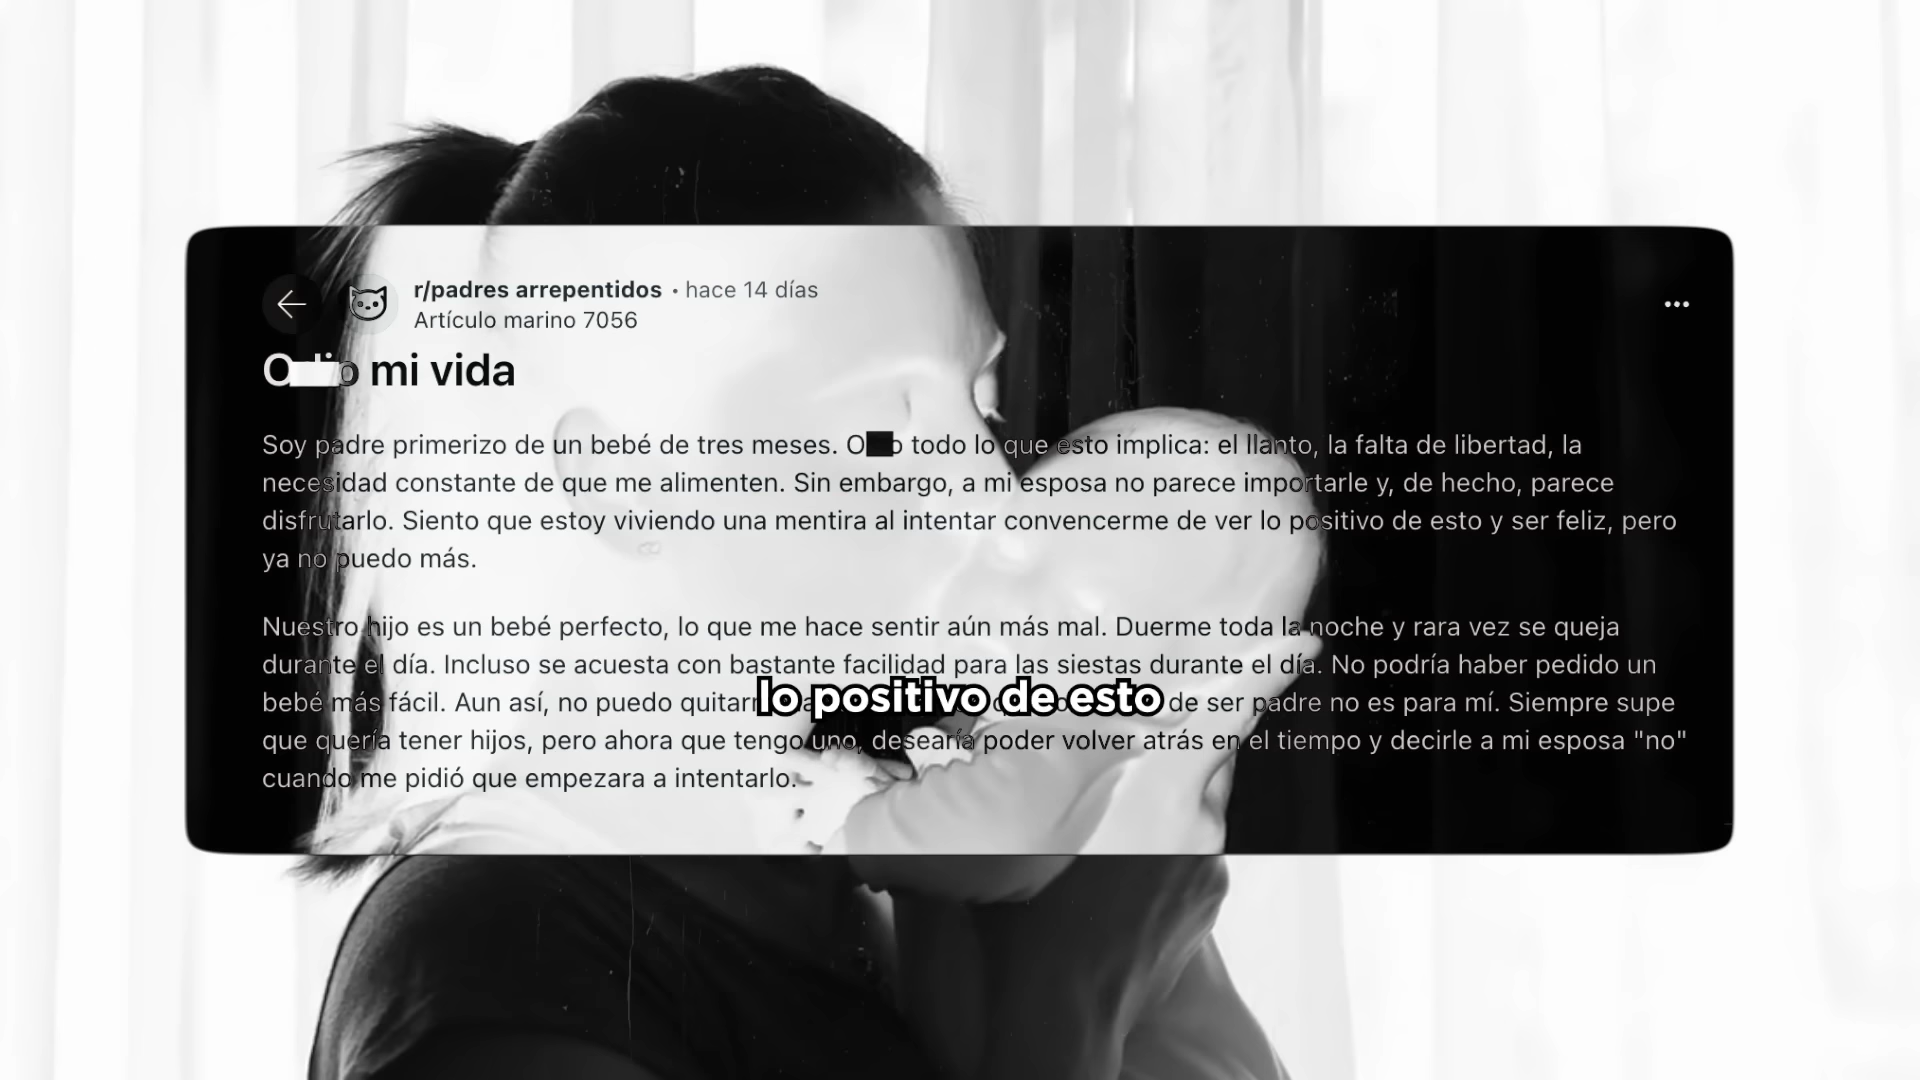 r/padres arrepentidos • hace 14 días
Artículo marino 7056
mi vida
Soy padre primerizo de un bebé de tres meses. todo lo que esto implica: el llanto, la falta de libertad, la
necesidad constante de que me alimenten. Sin embargo, a mi esposa no parece importarle y, de hecho, parece
disfrutarlo. Siento que estoy viviendo una mentira al intentar convencerme de ver lo positivo de esto y ser feliz, pero
ya no puedo más.
Nuestro hijo es un bebé perfecto, lo que me hace sentir aún más mal. Duerme toda la noche y rara vez se queja
durante el día. Incluso se acuesta con bastante facilidad para las siestas durante el día. No podría haber pedido un
bebé más fácil. Aun así, no puedo de ser padre no es para mí. Siempre supe
lo positivo de esto
que quería tener hijos, pero ahora que tengo uno, desearía poder volver atrás en el tiempo y decirle a mi esposa "no"
cuando me pidió que empezara a intentarlo.